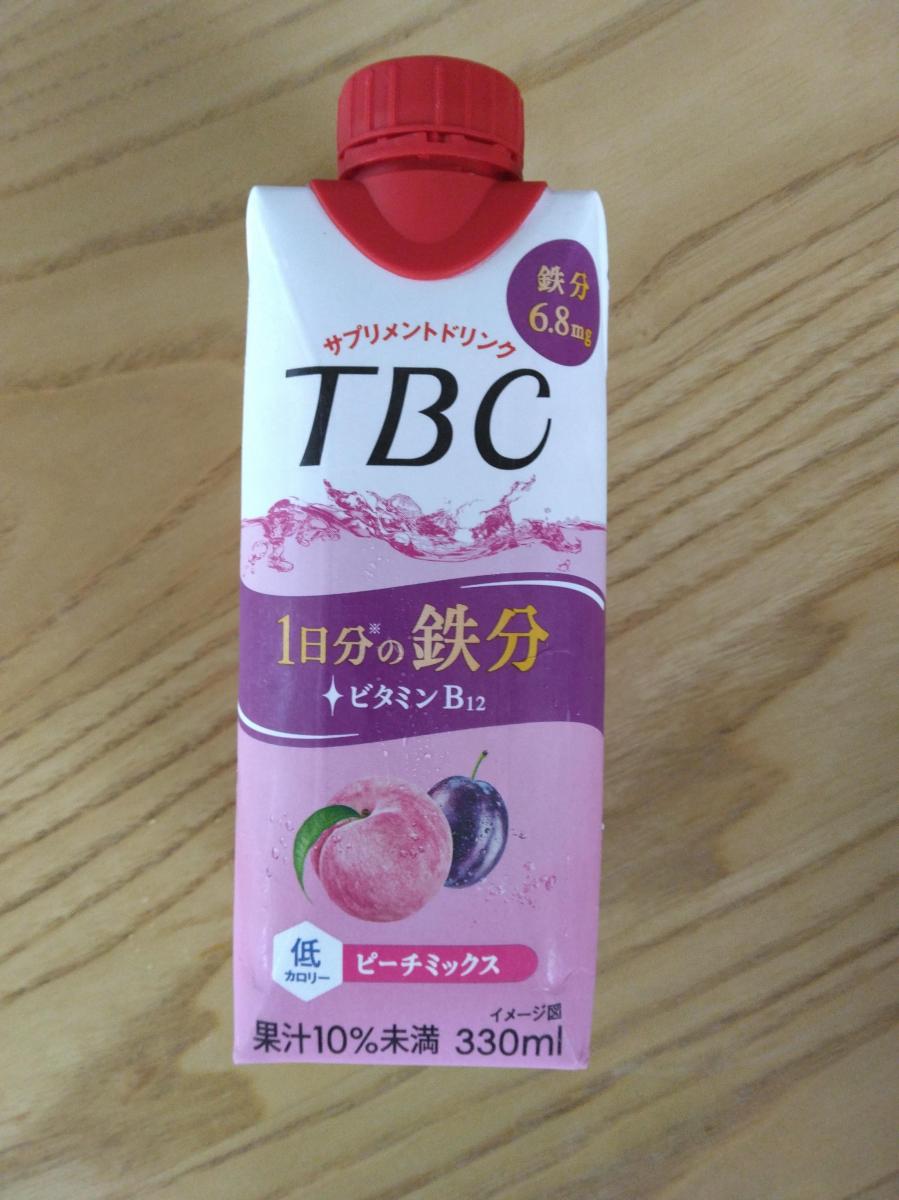 鉄分
6.8mg
サプリメントドリンク
TBC
1日分※の鉄分
ビタミンB12
低
カロリー
ピーチミックス
イメージ図
果汁10%未満 330ml